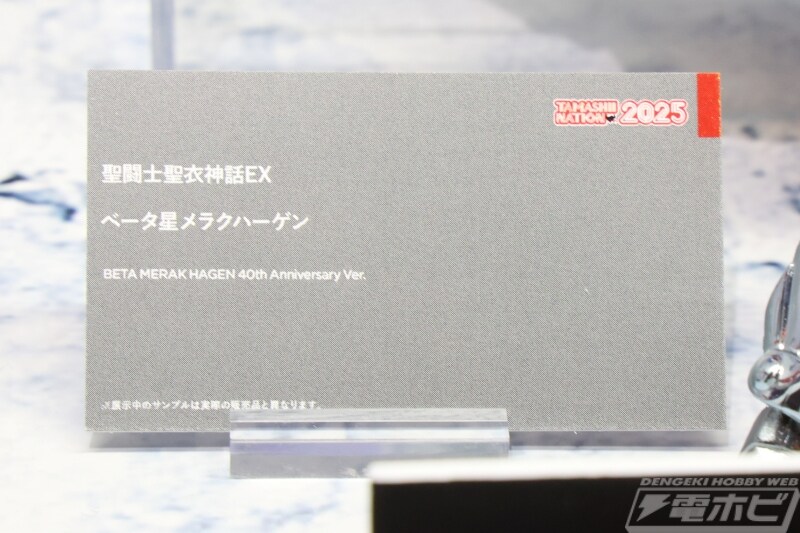 TAMASHII
NATION 2025
聖闘士聖衣神話EX
ベータ星メラクハーゲン
BETA MERAK HAGEN 40th Anniversary Ver.
※展示中のサンプルは実際の販売品と異なります。
DENGEKI HOBBY WEB
電ホビ